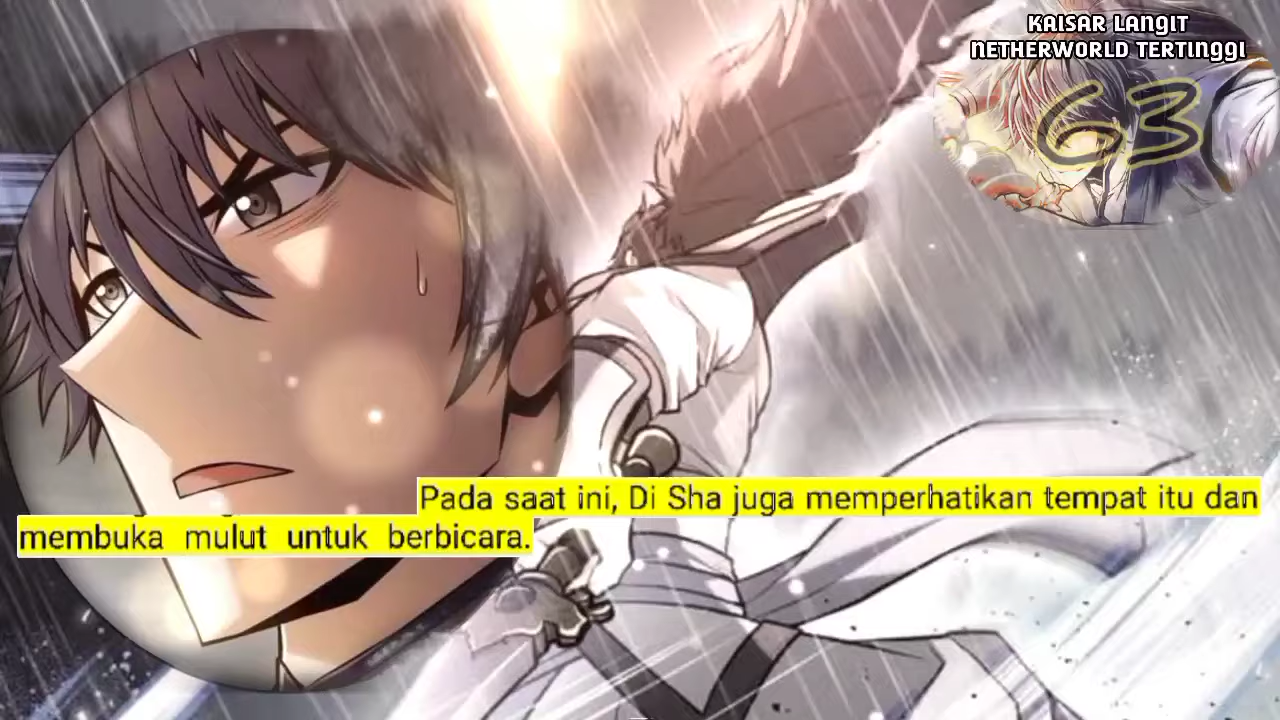 KAISAR LANGIT
NETHERWORLD TERTINGGI
63
Pada saat ini, Di Sha juga memperhatikan tempat itu dan
membuka mulut untuk berbicara.